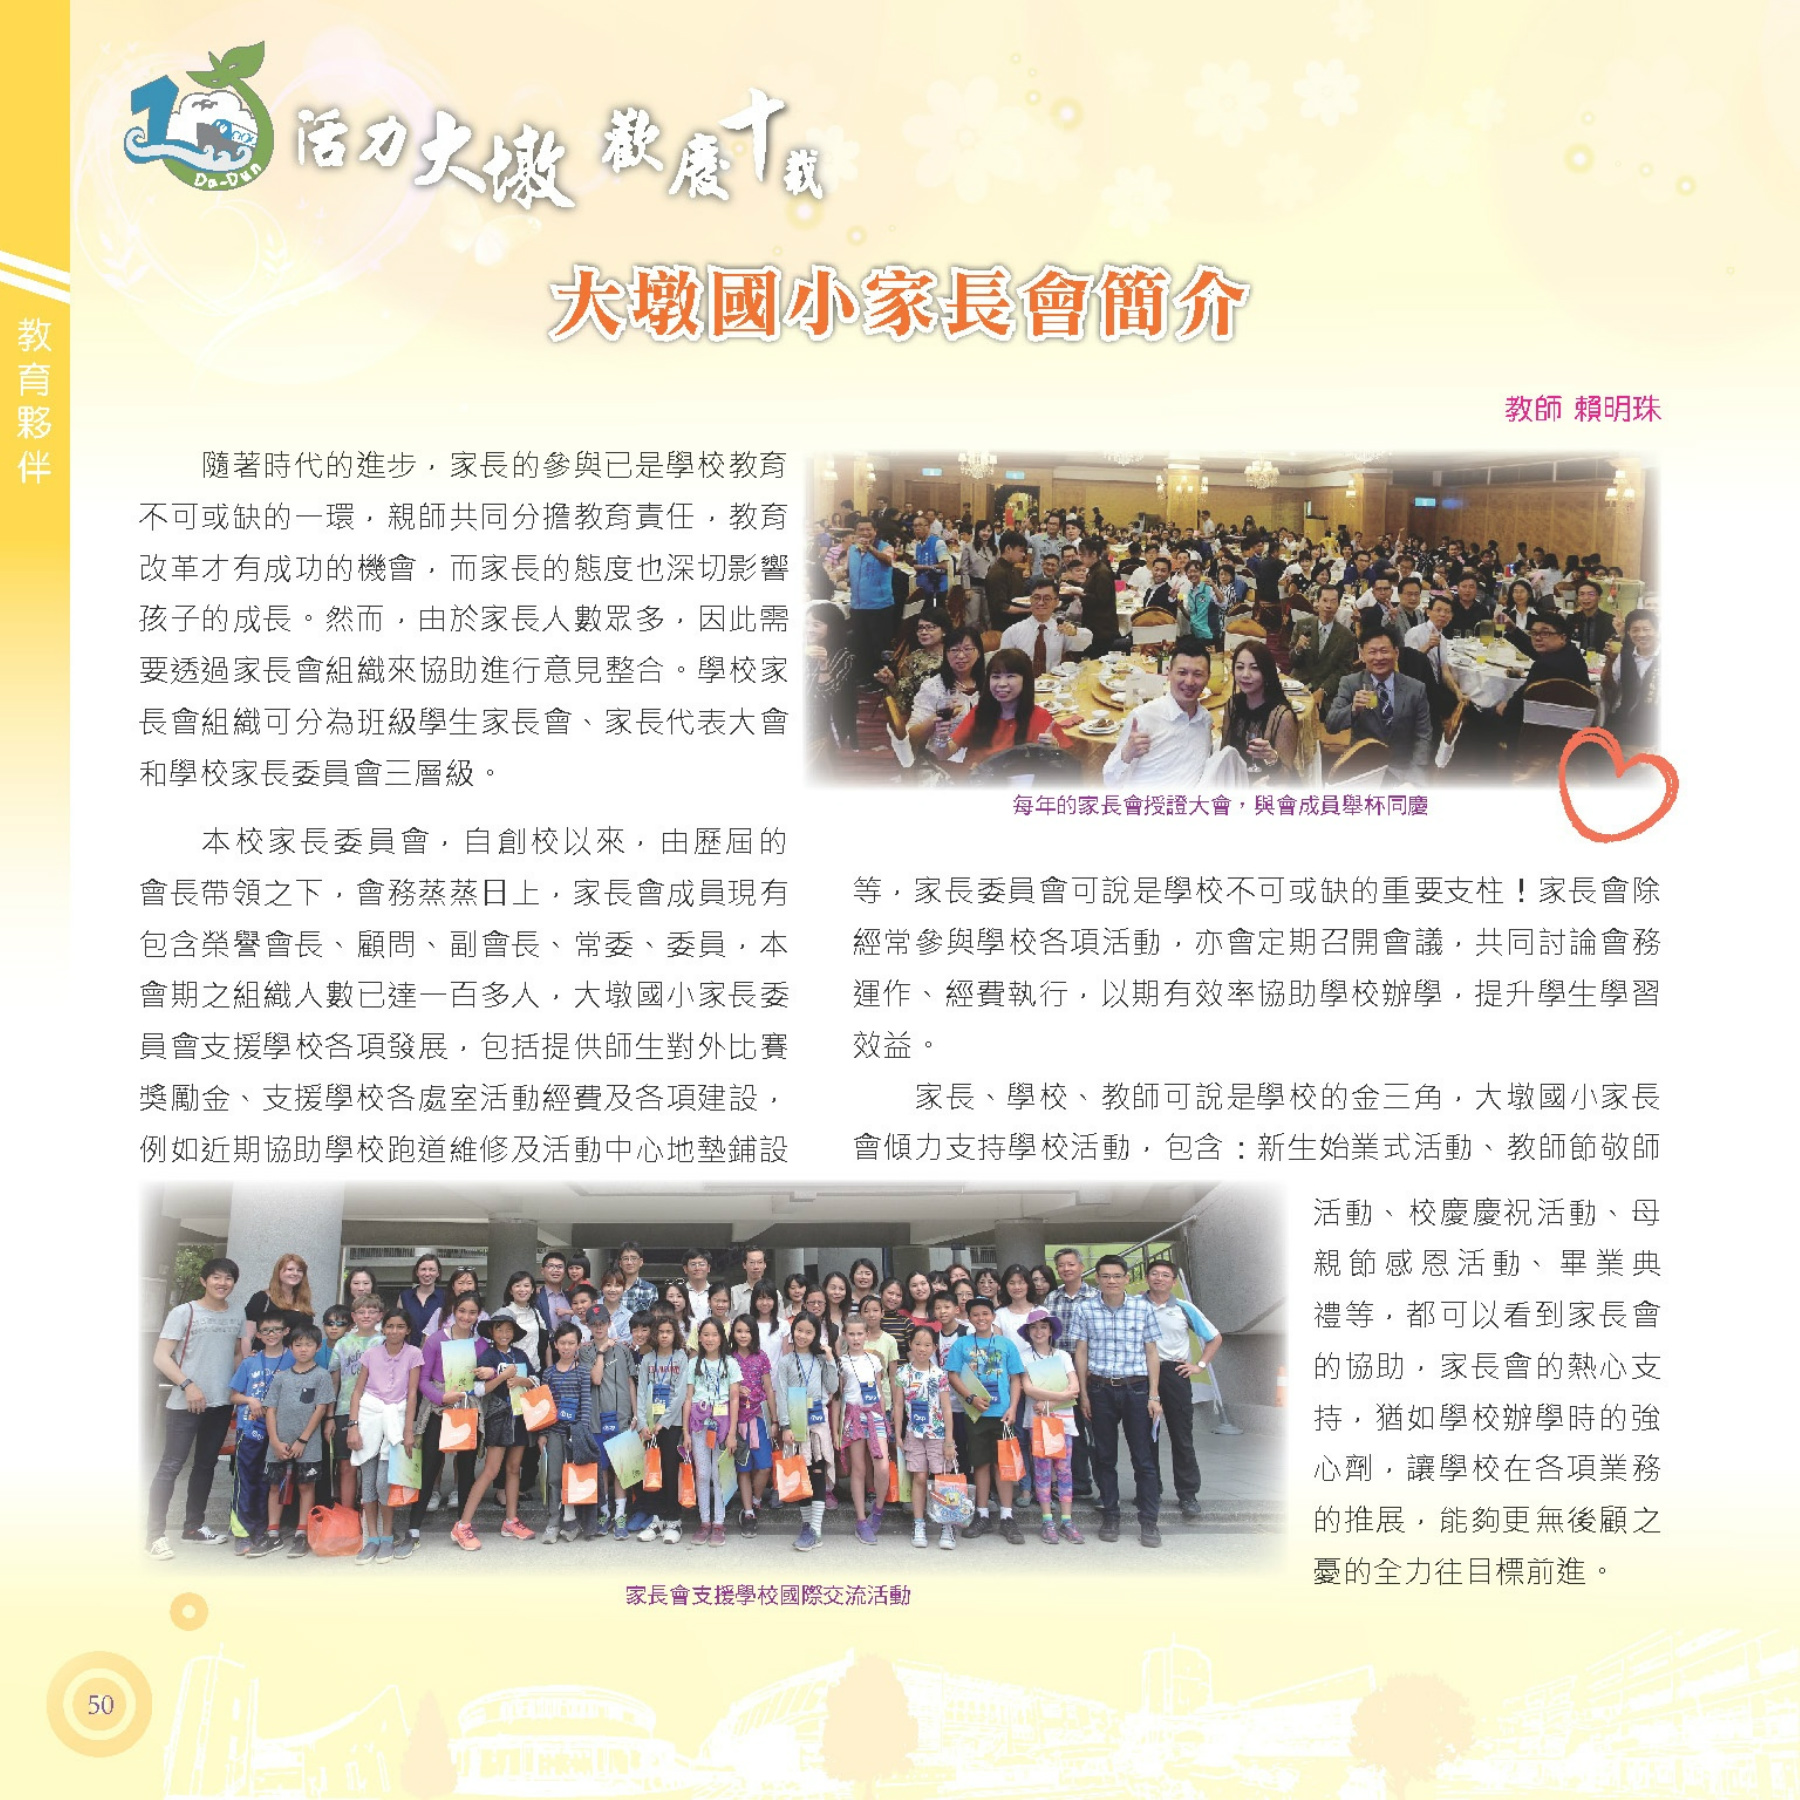 Da-Dun
活力大墩 歡慶十載
大墩國小家長會簡介
教育夥伴
教師 賴明珠
隨著時代的進步，家長的參與已是學校教育
不可或缺的一環，親師共同分擔教育責任，教育
改革才有成功的機會，而家長的態度也深切影響
孩子的成長。然而，由於家長人數眾多，因此需
要透過家長會組織來協助進行意見整合。學校家
長會組織可分為班級學生家長會、家長代表大會
和學校家長委員會三層級。
本校家長委員會，自創校以來，由歷屆的
會長帶領之下，會務蒸蒸日上，家長會成員現有
包含榮譽會長、顧問、副會長、常委、委員，本
會期之組織人數已達一百多人，大墩國小家長委
員會支援學校各項發展，包括提供師生對外比賽
獎勵金、支援學校各處室活動經費及各項建設，
例如近期協助學校跑道維修及活動中心地墊鋪設
每年的家長會授證大會，與會成員舉杯同慶
等，家長委員會可說是學校不可或缺的重要支柱！家長會除
經常參與學校各項活動，亦會定期召開會議，共同討論會務
運作、經費執行，以期有效率協助學校辦學，提升學生學習
效益。
家長、學校、教師可說是學校的金三角，大墩國小家長
會傾力支持學校活動，包含：新生始業式活動、教師節敬師
活動、校慶慶祝活動、母
親節感恩活動、畢業典
禮等，都可以看到家長會
的協助，家長會的熱心支
持，猶如學校辦學時的強
心劑，讓學校在各項業務
的推展，能夠更無後顧之
憂的全力往目標前進。
家長會支援學校國際交流活動
50